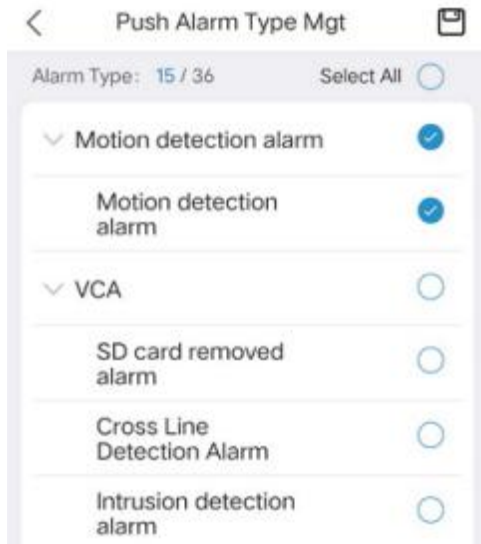 Push Alarm Type Mgt
Alarm Type: 15 / 36 Select All
Motion detection alarm
Motion detection
alarm
VCA
SD card removed
alarm
Cross Line
Detection Alarm
Intrusion detection
alarm